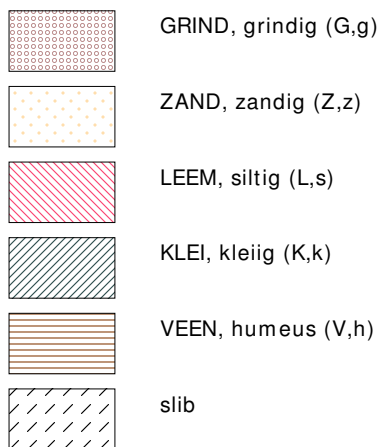 GRIND, grindig (G,g)
ZAND, zandig (Z,z)
LEEM, siltig (L,s)
KLEI, kleiig (K,k)
VEEN, humeus (V,h)
slib